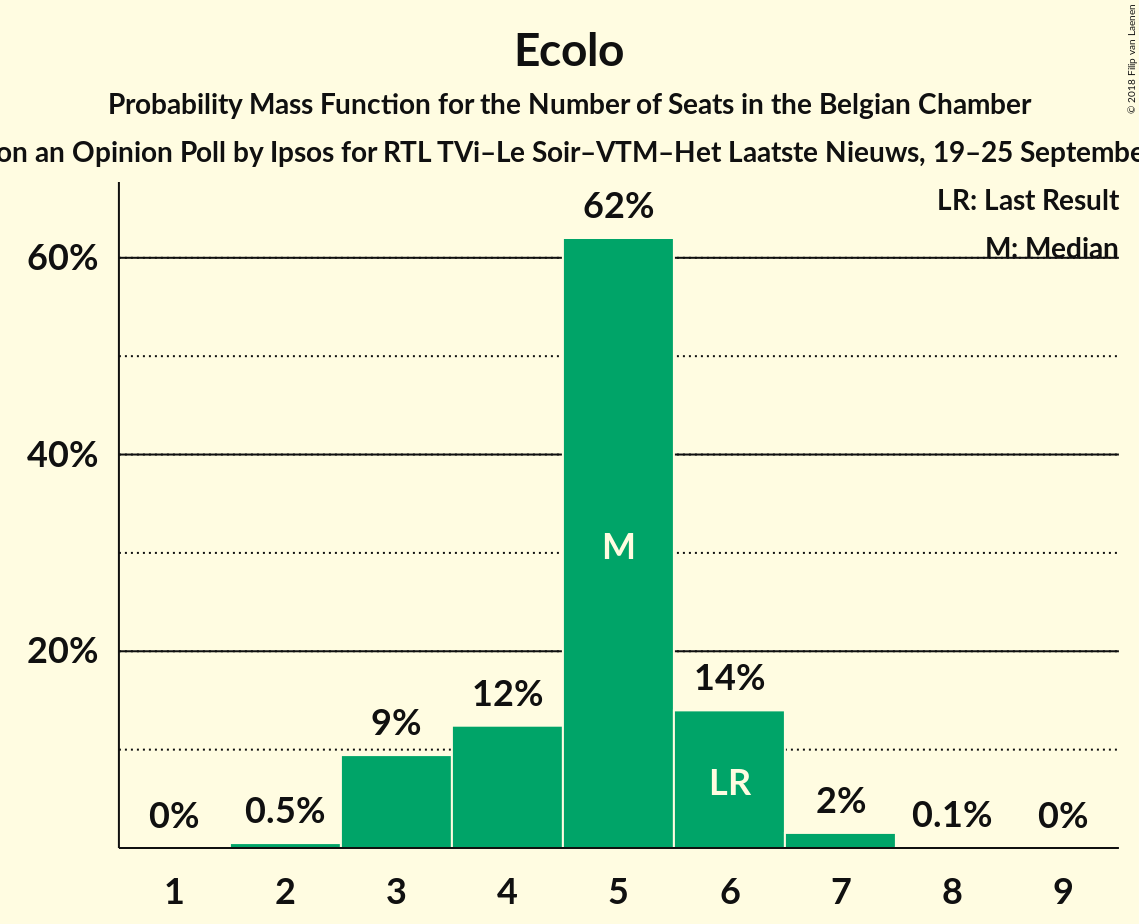 Ecolo
Probability Mass Function for the Number of Seats in the Belgian Chamber
on an Opinion Poll by Ipsos for RTL TVi–Le Soir–VTM–Het Laatste Nieuws, 19–25
© 2018 Filip van Laenen
LR: Last Result
M: Median
60%
40%
20%
0%
0.5%
9%
12%
62%
14%
2%
0.1%
0%
M
LR
1 2 3 4 5 6 7 8 9